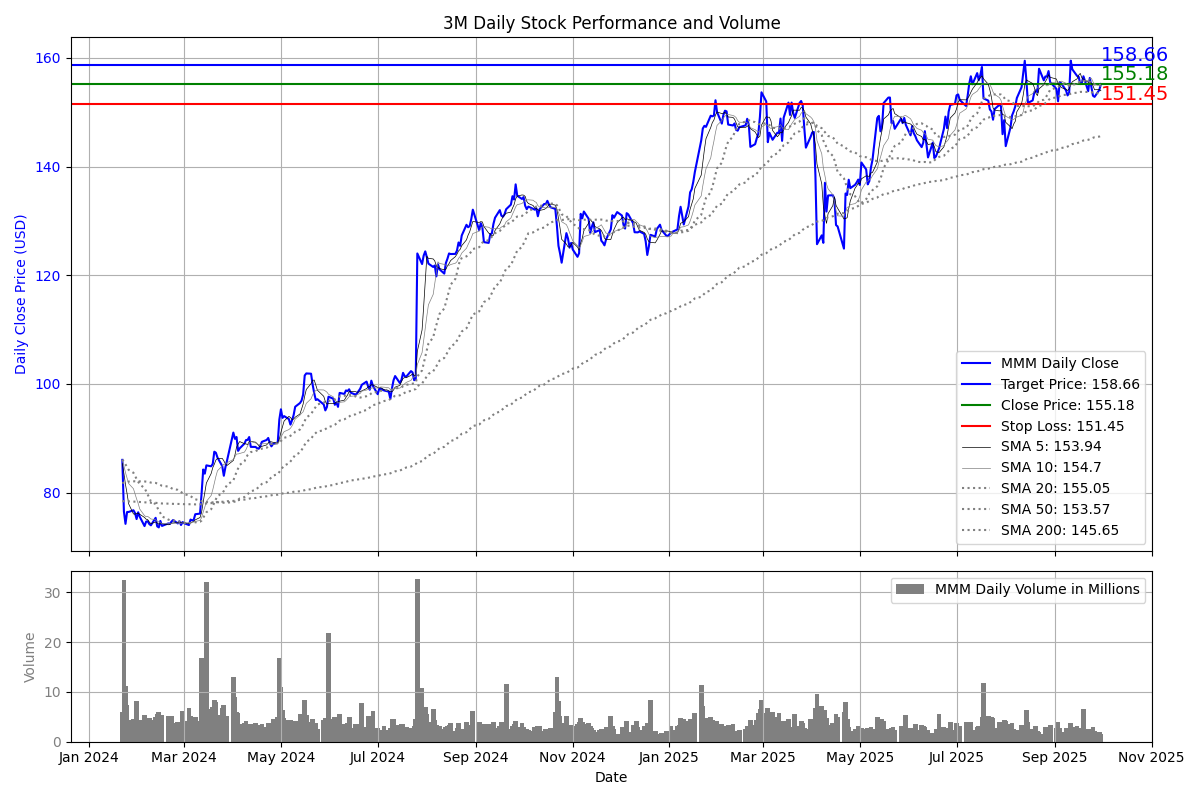 3M Daily Stock Performance and Volume
Daily Close Price (USD)
160
140
120
100
80
158.66
155.18
151.45
MMM Daily Close
Target Price: 158.66
Close Price: 155.18
Stop Loss: 151.45
SMA 5: 153.94
SMA 10: 154.7
SMA 20: 155.05
SMA 50: 153.57
SMA 200: 145.65
Volume
30
20
10
0
MMM Daily Volume in Millions
Jan 2024 Mar 2024 May 2024 Jul 2024 Sep 2024 Nov 2024 Jan 2025 Mar 2025 May 2025 Jul 2025 Sep 2025 Nov 2025
Date